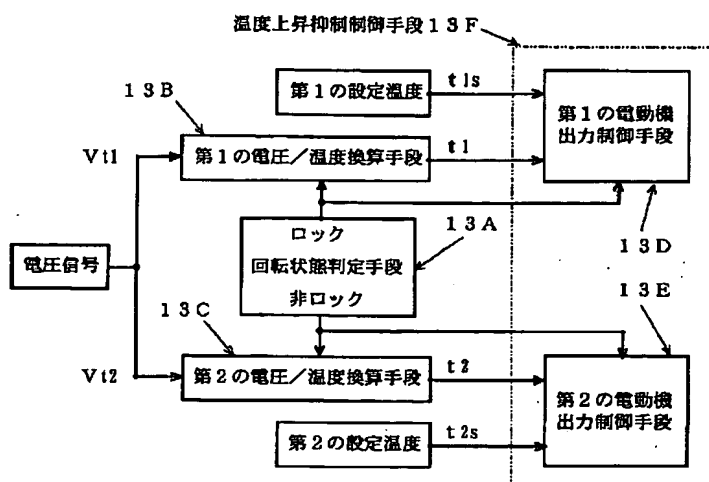 温度上昇抑制制御手段13F
第1の設定温度
t1s
13B
第1の電動機
出力制御手段
Vt1
第1の電圧／温度換算手段
t1
ロック
回転状態判定手段
非ロック
13A
電圧信号
13D
13E
13C
Vt2
第2の電圧／温度換算手段
t2
第2の電動機
出力制御手段
第2の設定温度
t2s